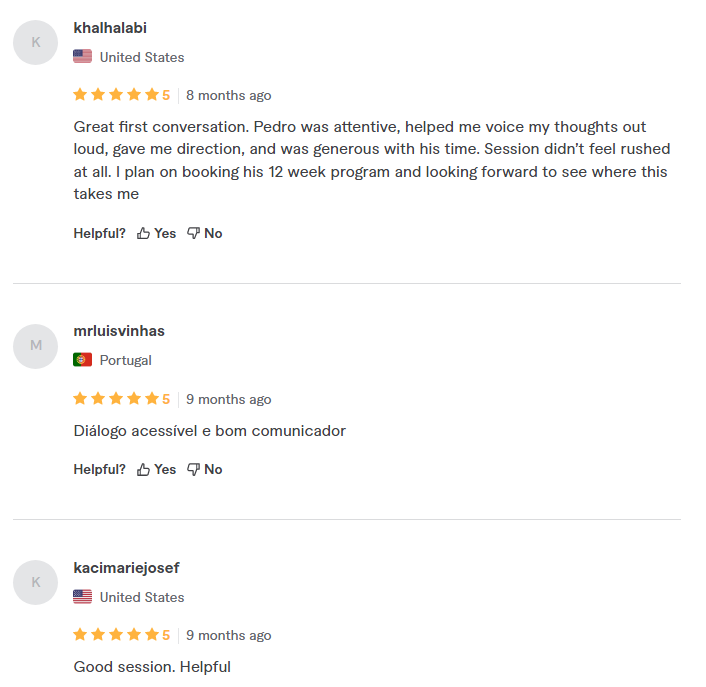 K
khalhalabi
United States
5 8 months ago
Great first conversation. Pedro was attentive, helped me voice my thoughts out
loud, gave me direction, and was generous with his time. Session didn't feel rushed
at all. I plan on booking his 12 week program and looking forward to see where this
takes me
Helpful? Yes No
M
mrluisvinhas
Portugal
5 9 months ago
Diálogo acessível e bom comunicador
Helpful? Yes No
K
kacimariejosef
United States
5 9 months ago
Good session. Helpful